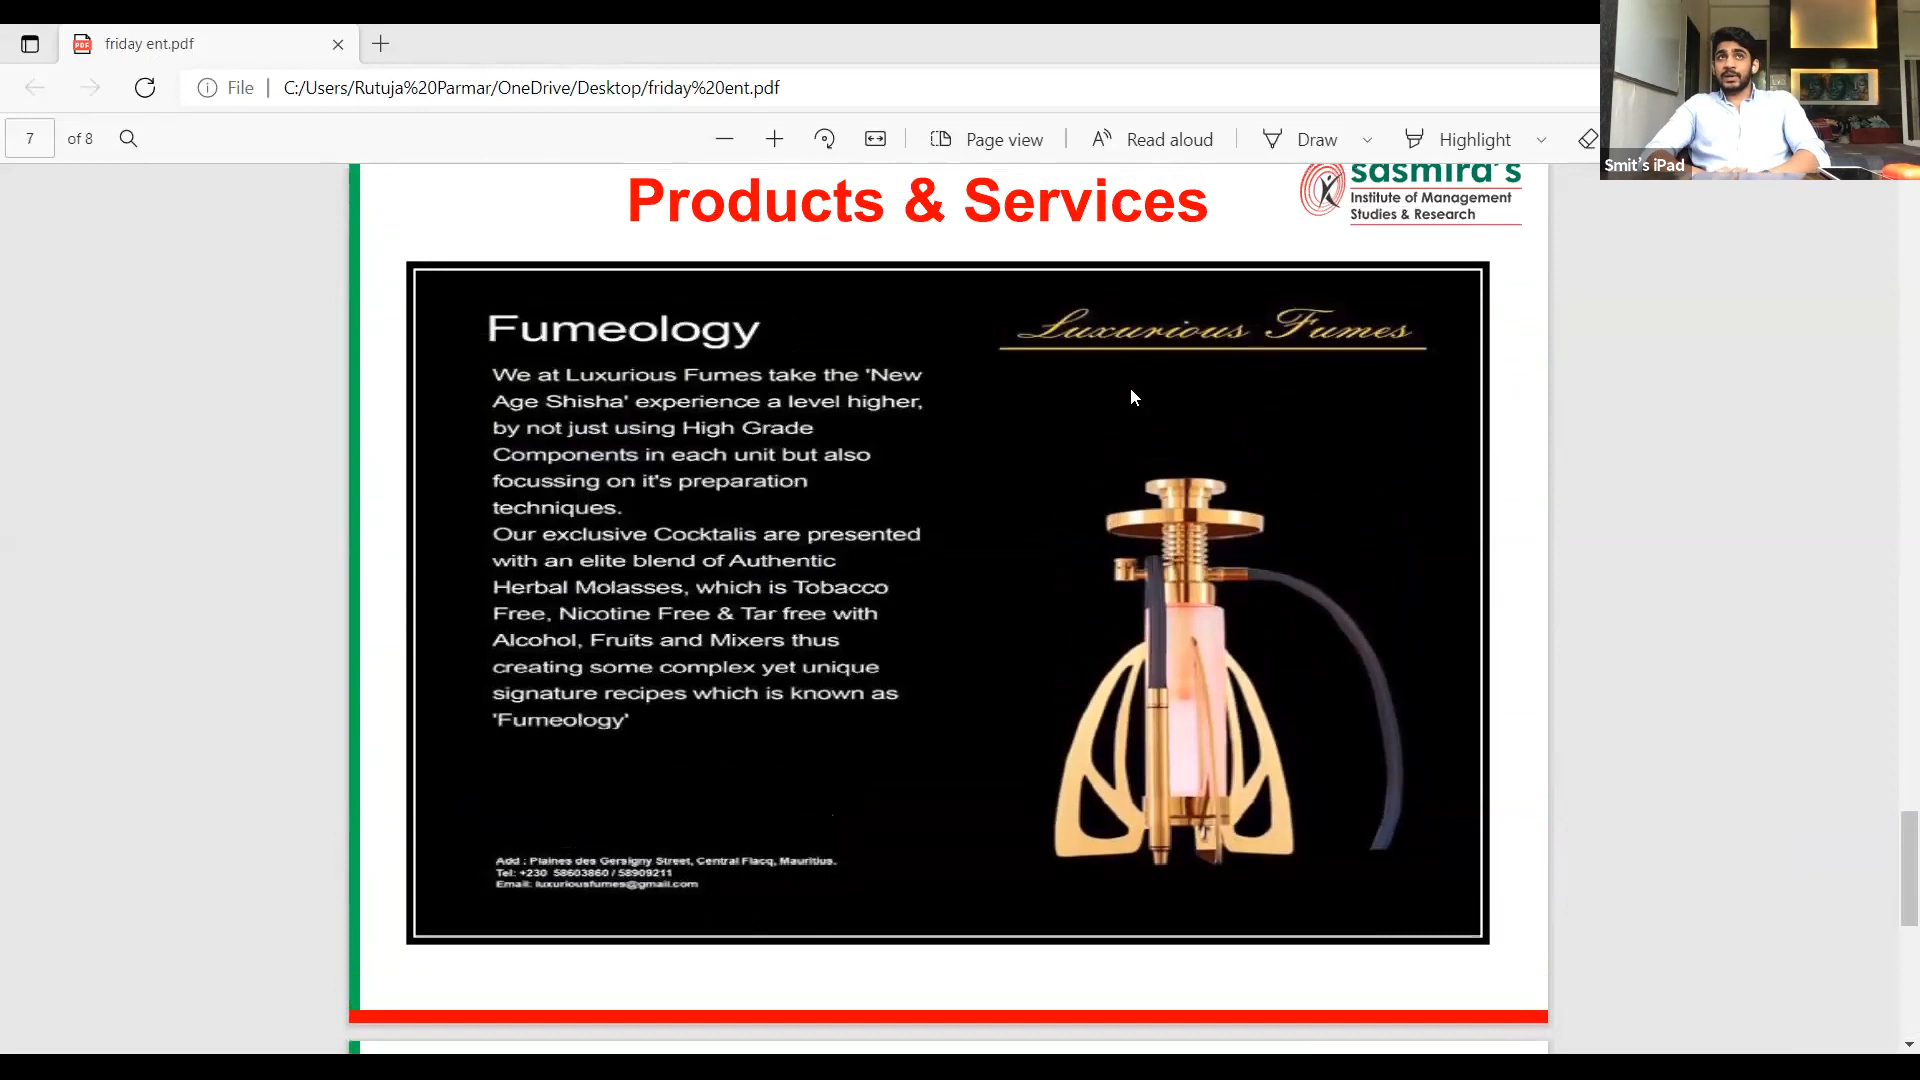 friday ent.pdf
File
C:/Users/Rutuja%20Parmar/OneDrive/Desktop/friday%20ent.pdf
7 of 8
Page view
Read aloud
Draw
Highlight
Smit's iPad
Products & Services
sasmira's
Institute of Management
Studies & Research
Fumeology
Luxurious Fumes
We at Luxurious Fumes take the 'New
Age Shisha' experience a level higher,
by not just using High Grade
Components in each unit but also
focussing on it's preparation
techniques.
Our exclusive Cocktalis are presented
with an elite blend of Authentic
Herbal Molasses, which is Tobacco
Free, Nicotine Free & Tar free with
Alcohol, Fruits and Mixers thus
creating some complex yet unique
signature recipes which is known as
'Fumeology'
Add : Plaines des Gersigny Street, Central Flacq, Mauritius.
Tel: +230 58603860 / 58909211
Email: luxuriousfumes@gmail.com